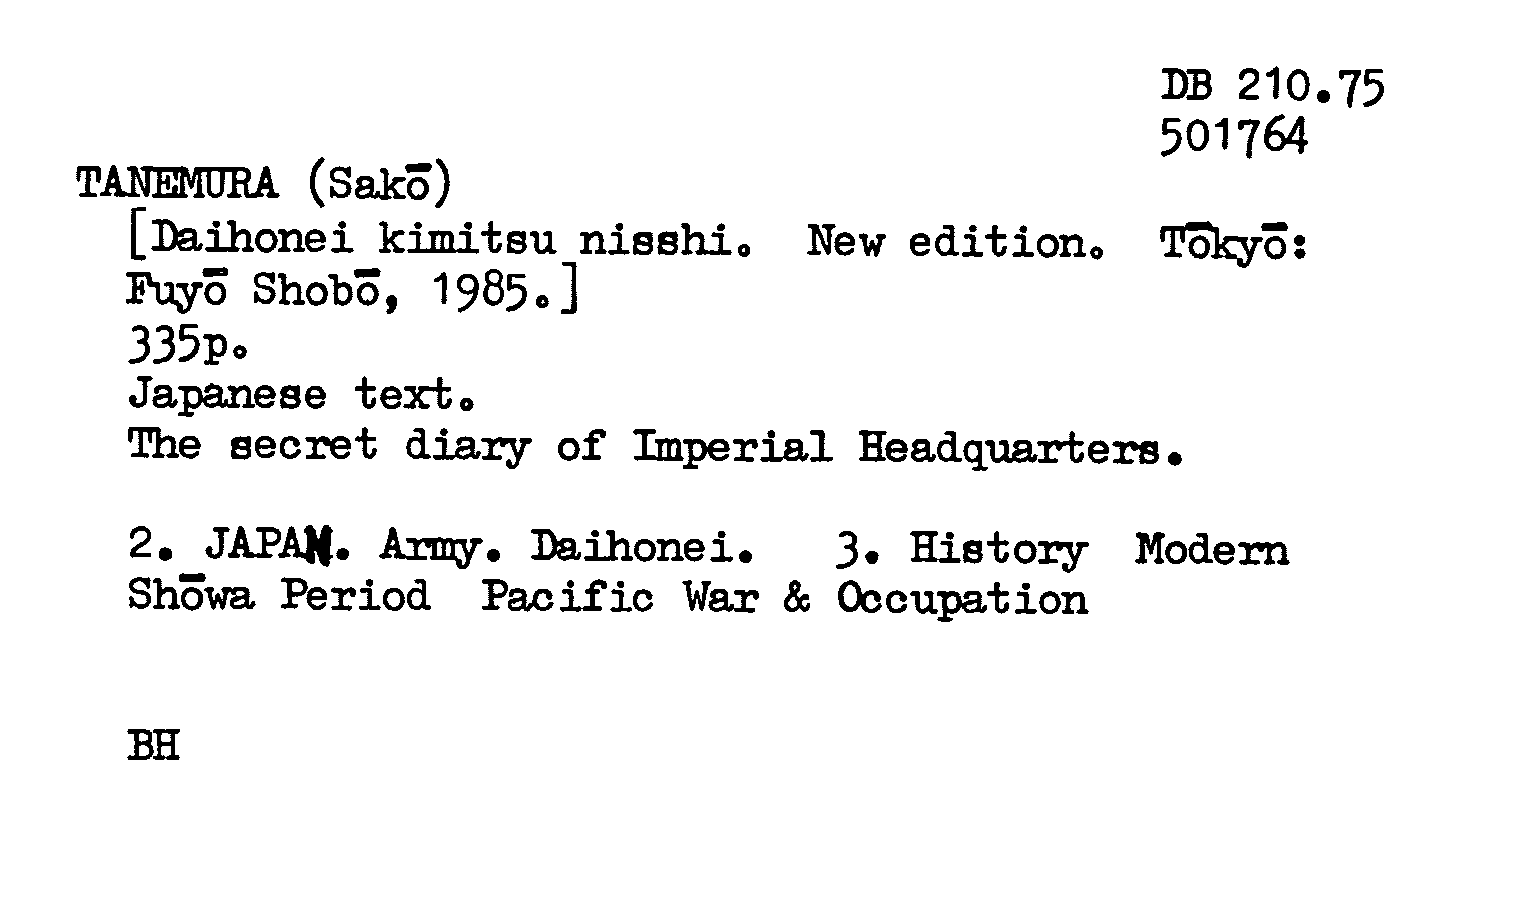 DB 210.75
501764
TANEMURA (Sakō)
[Daihonei kimitsu nisshi. New edition. Tōkyō:
Fuyō Shobō, 1985.]
335p.
Japanese text.
The secret diary of Imperial Headquarters.
2. JAPAN. Army. Daihonei. 3. History Modern
Shōwa Period Pacific War & Occupation
BH